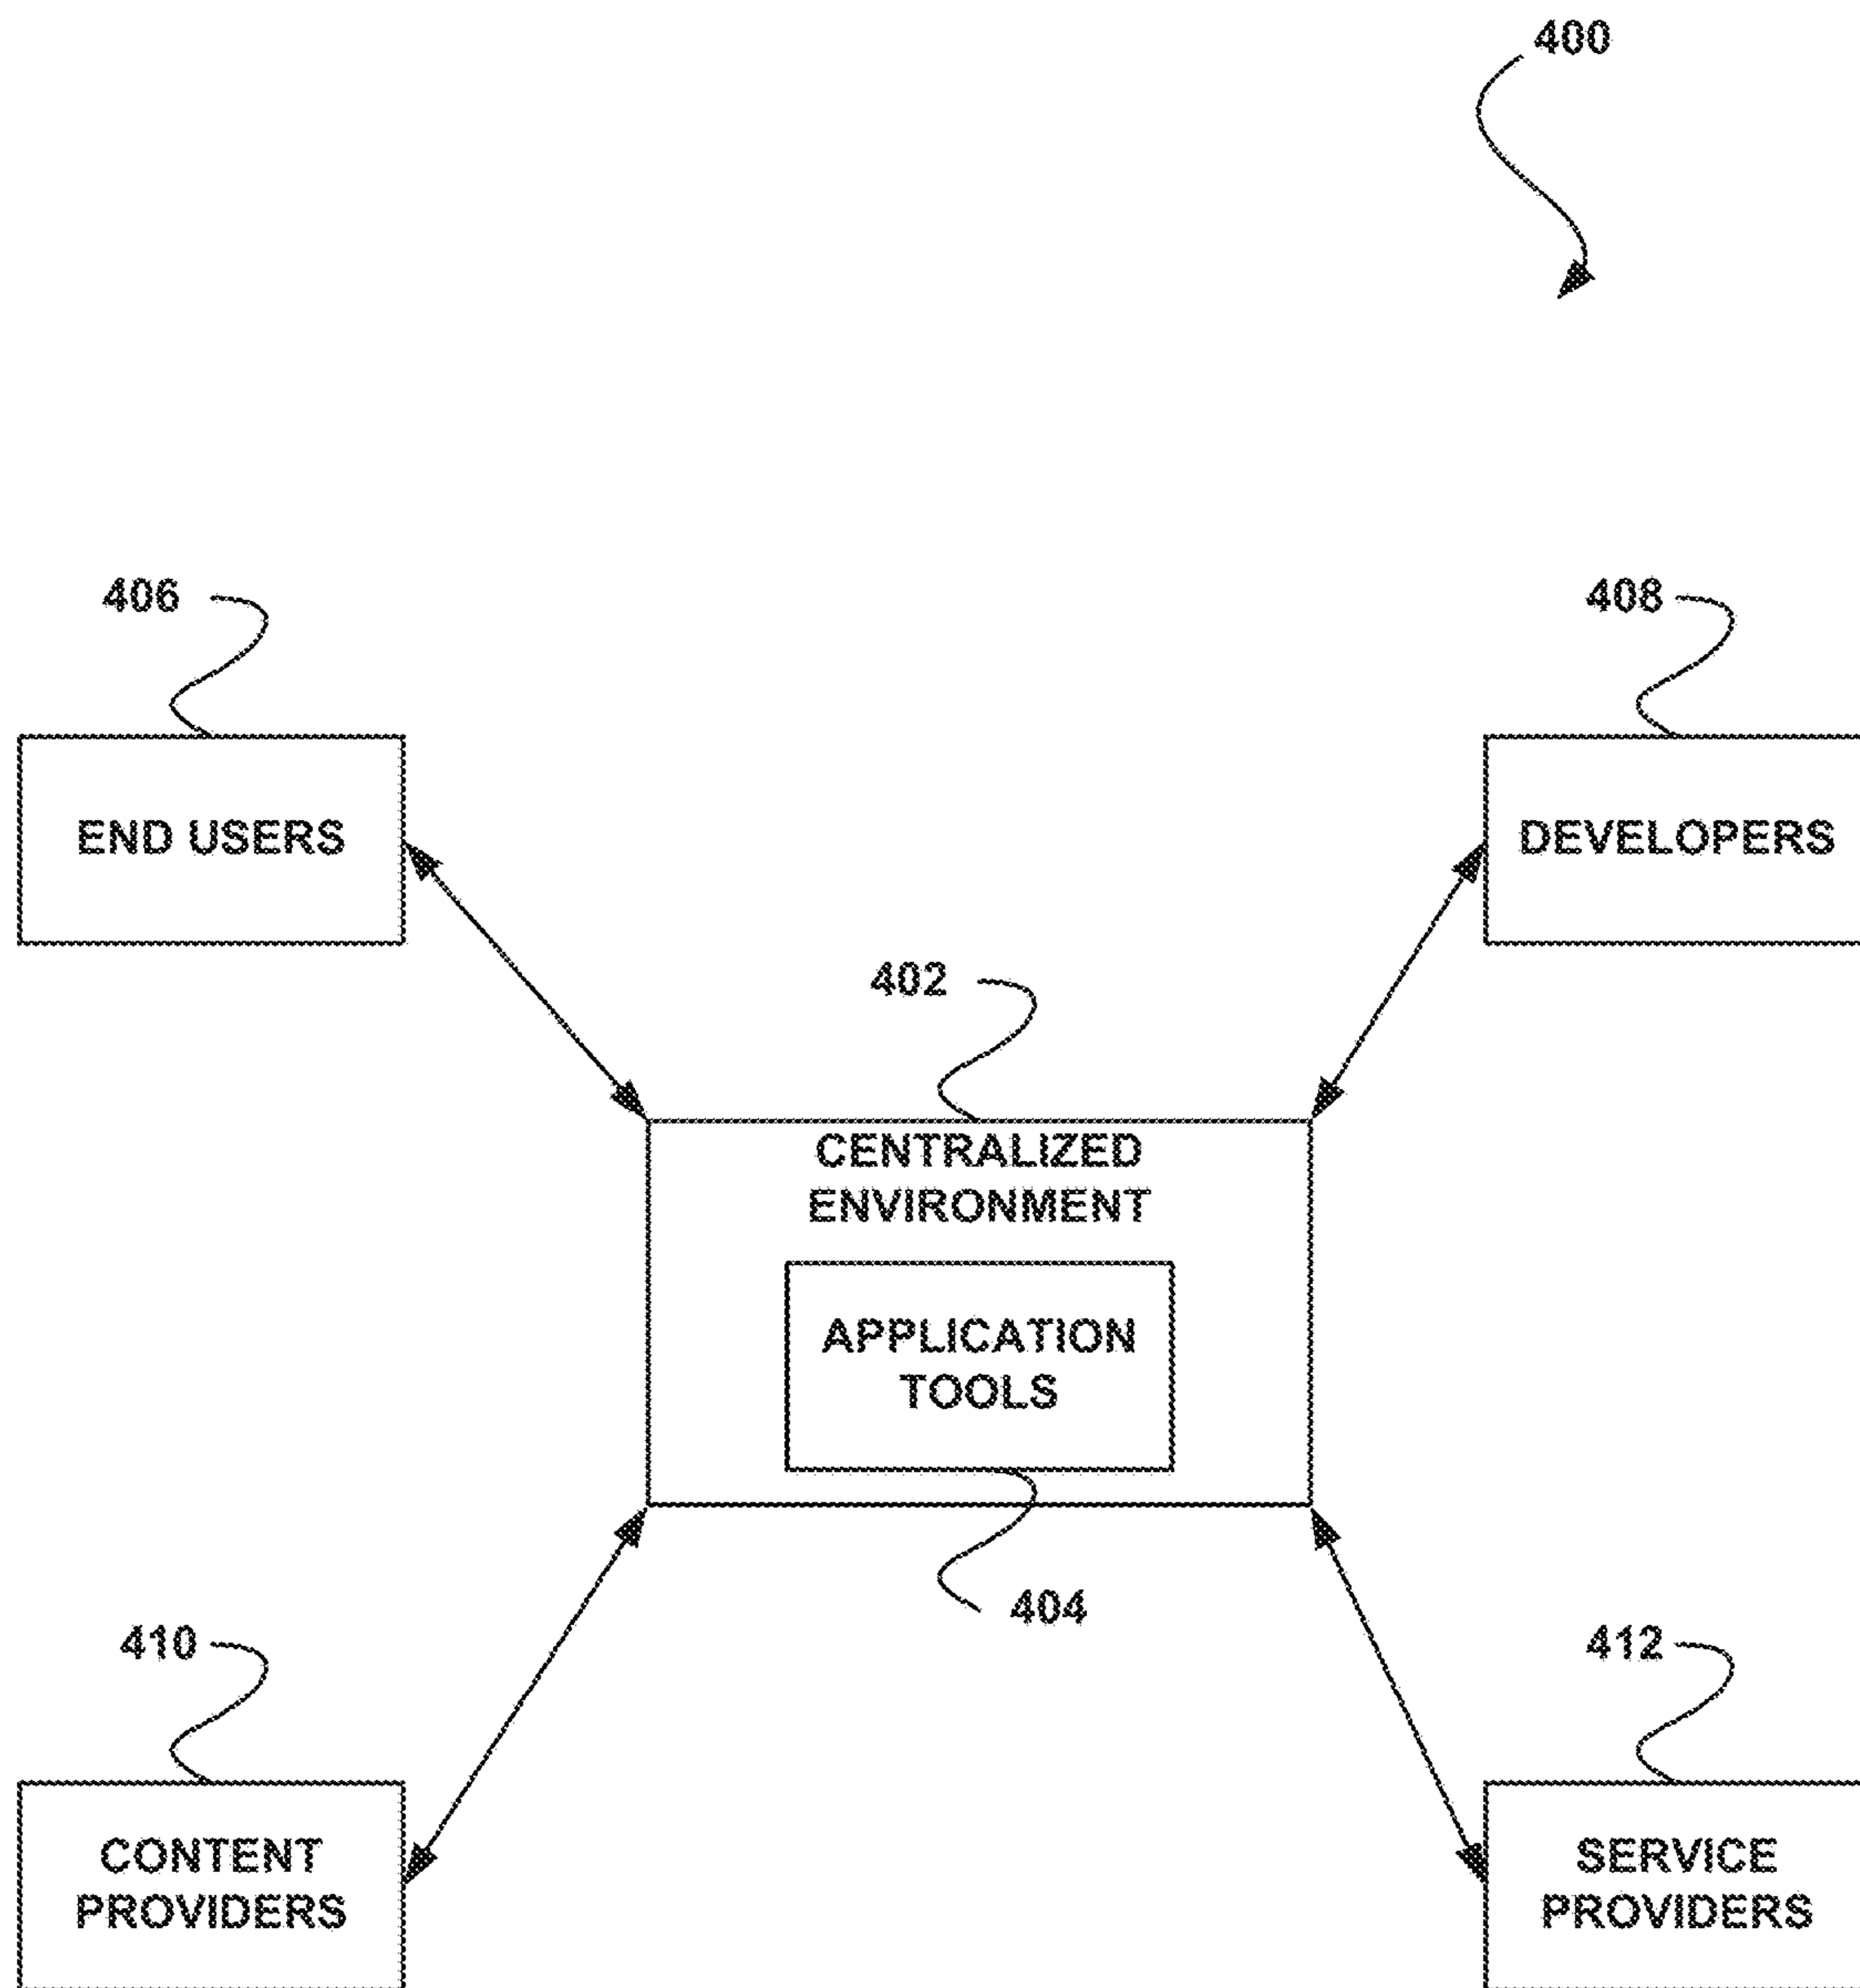 400
406
408
END USERS
DEVELOPERS
402
CENTRALIZED
ENVIRONMENT
APPLICATION
TOOLS
404
410
412
CONTENT
PROVIDERS
SERVICE
PROVIDERS